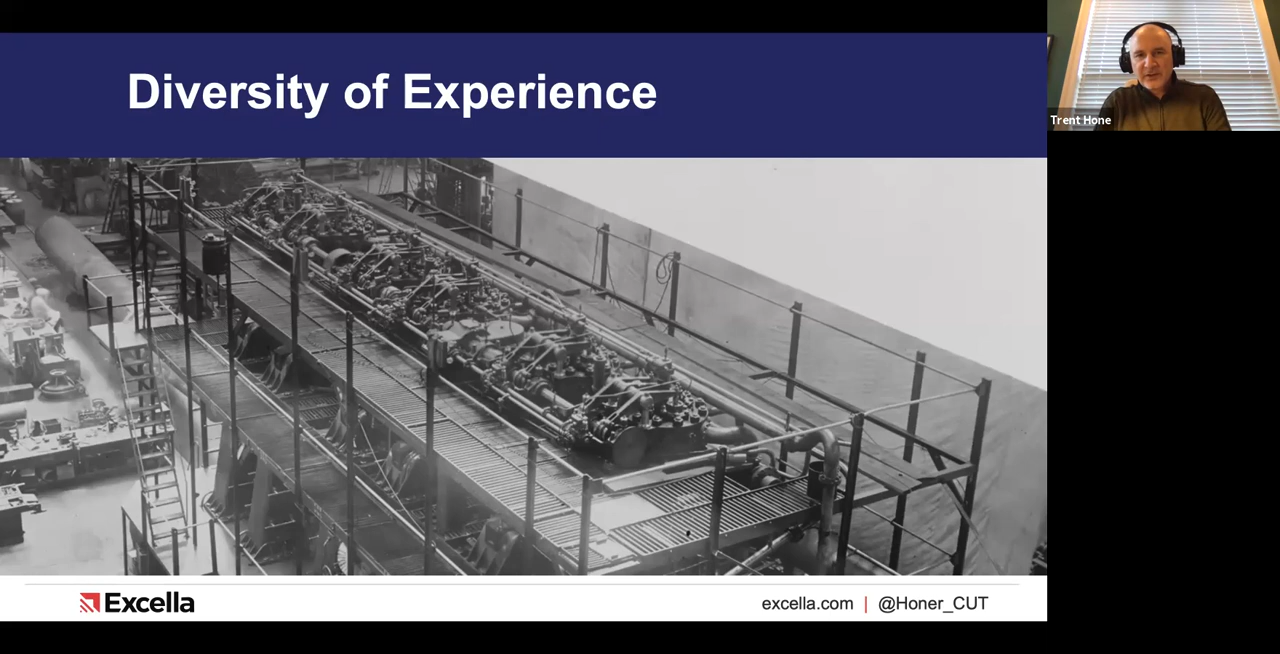 Diversity of Experience
Trent Hone
Excella
excella.com | @Honer_CUT